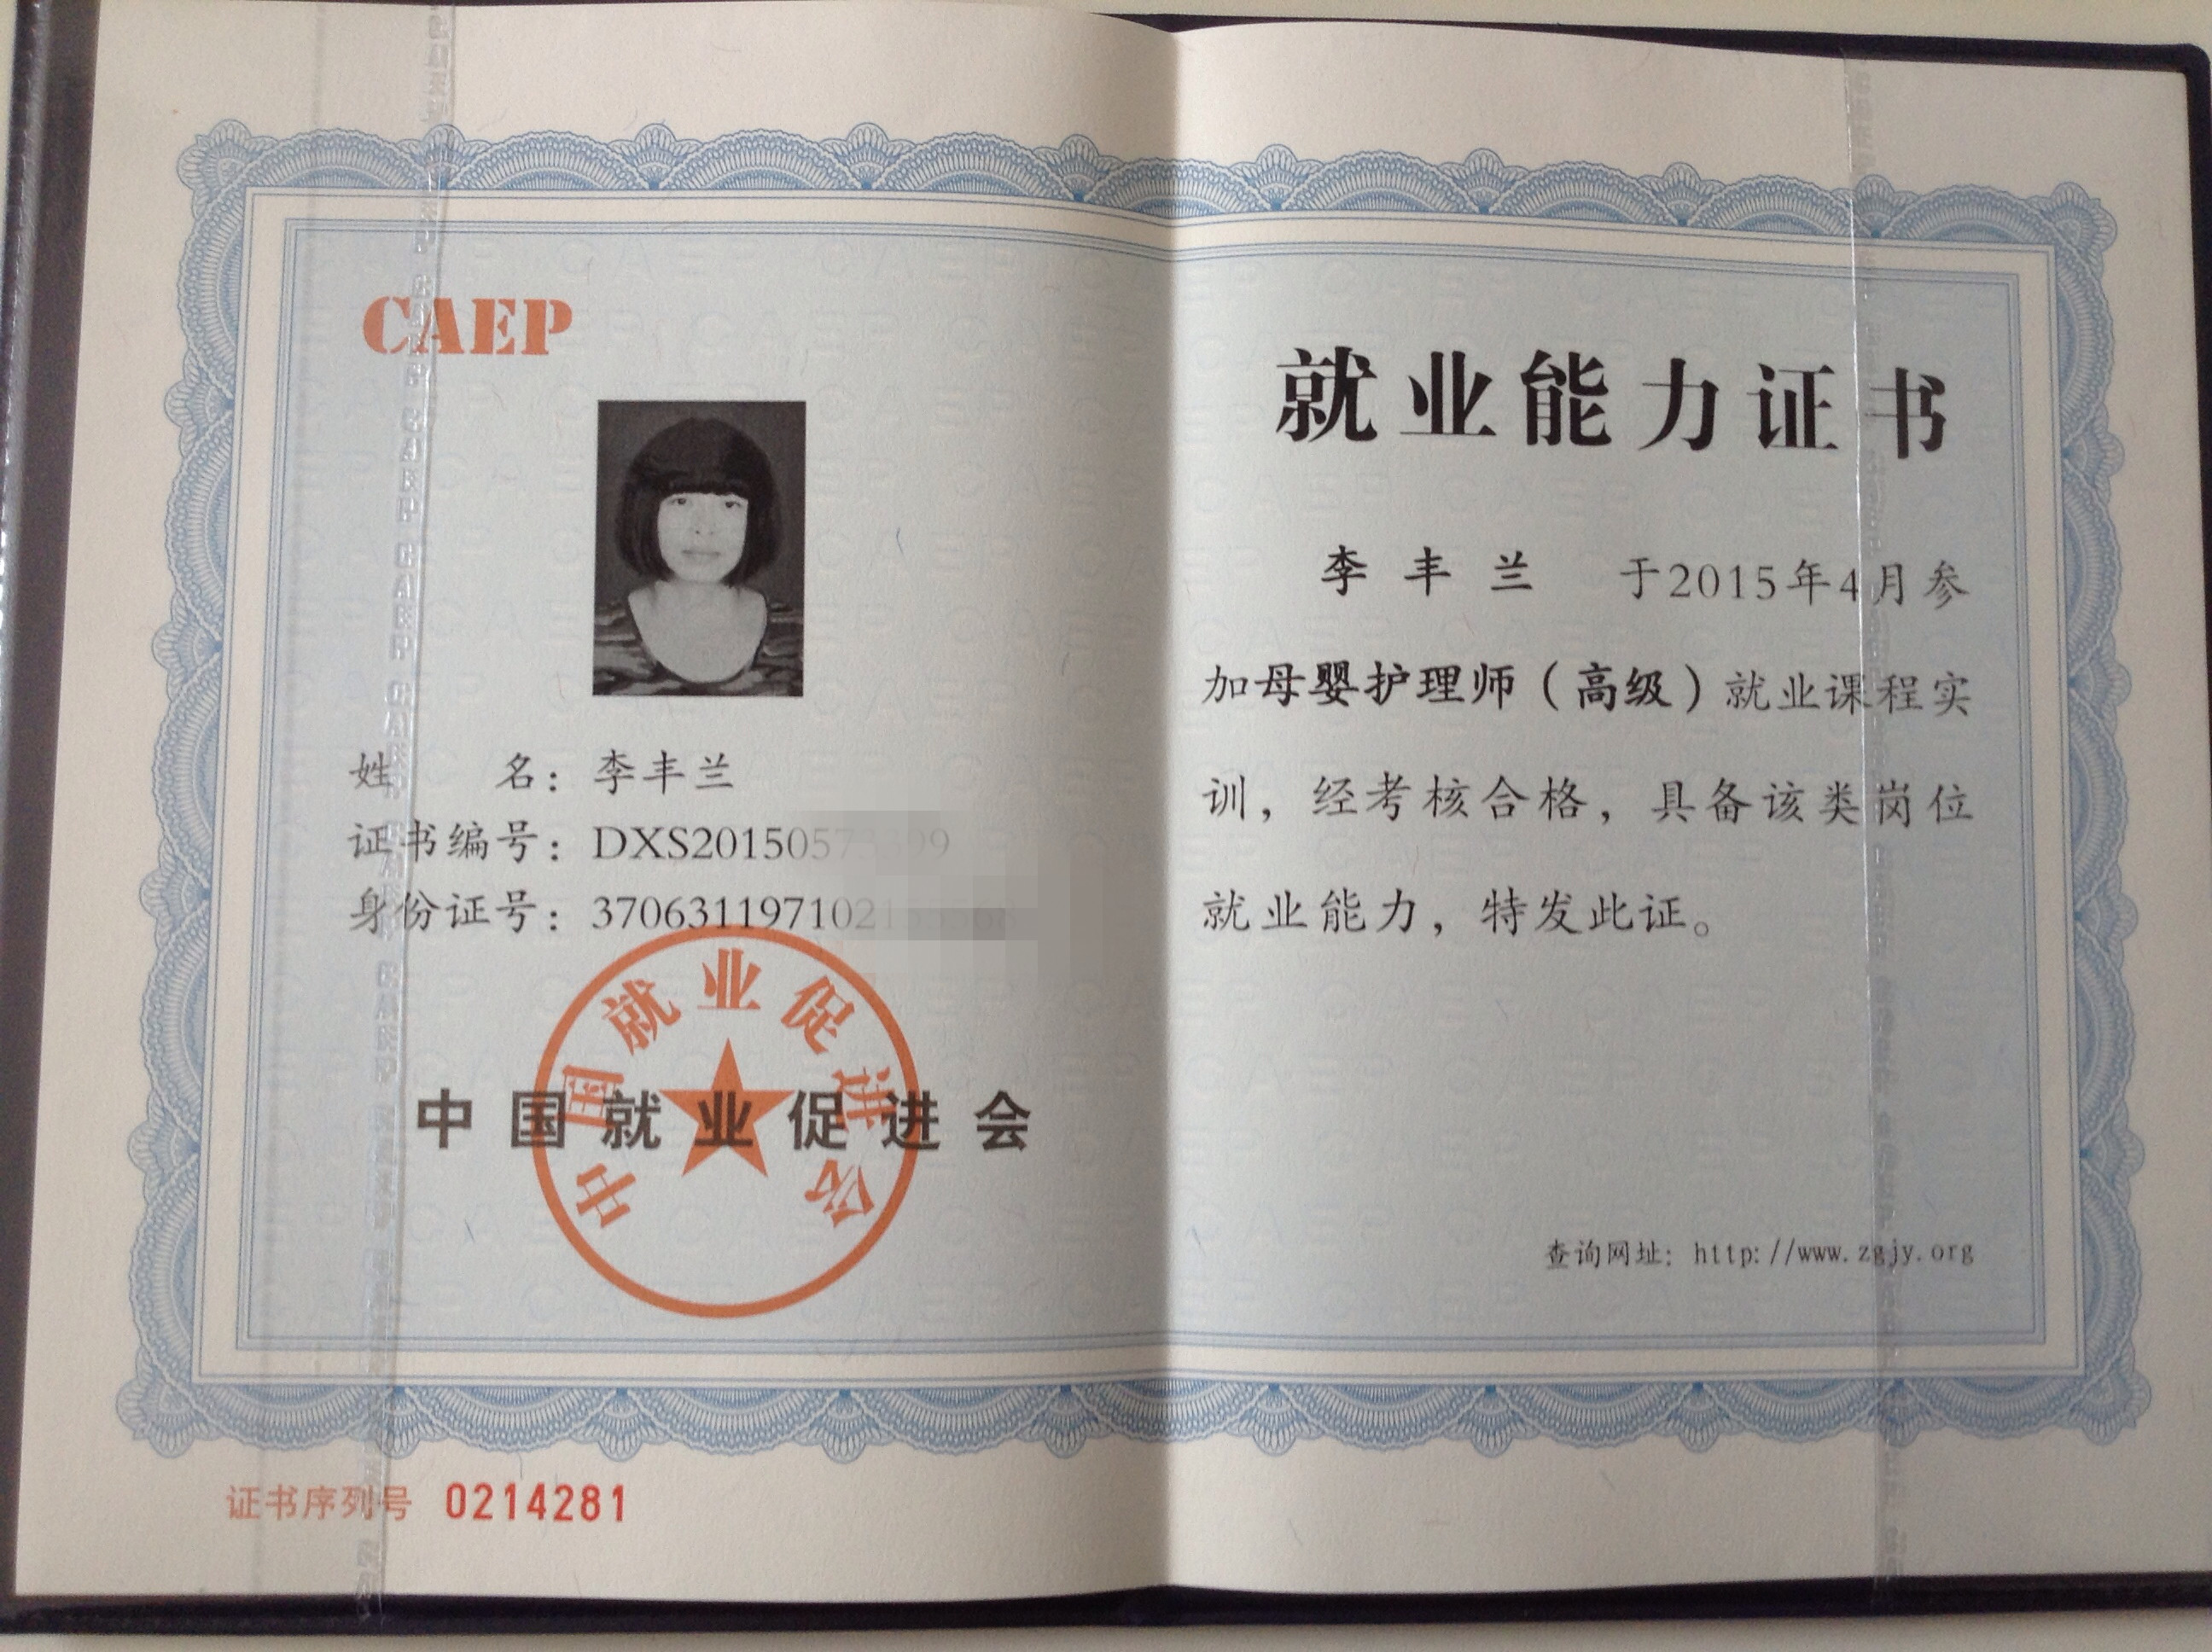 CAEP
姓名：李丰兰
证书编号：DXS2015057
身份证号：37063119710
中国就业促进会
中国就业促进会
证书序列号 0214281
就业能力证书
李丰兰 于2015年4月参
加母婴护理师（高级）就业课程实
训，经考核合格，具备该类岗位
就业能力，特发此证。
查询网址：http://www.zgjy.org